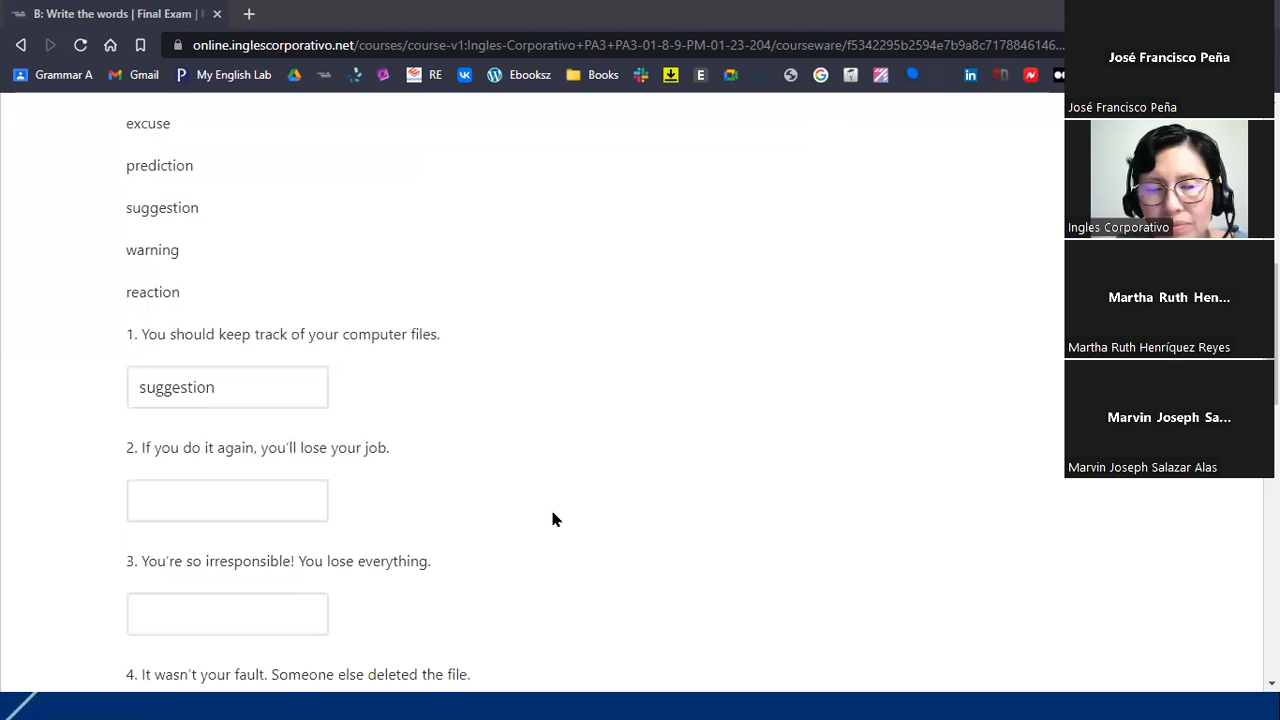 B: Write the words | Final Exam |
online.inglescorporativo.net/courses/course-v1:Ingles-Corporativo+PA3+PA3-01-8-9-PM-01-23-204/courseware/f5342295b2594e7b9a8c7178846146...
Grammar A
Gmail
My English Lab
RE
Ebooksz
Books
excuse
prediction
suggestion
warning
reaction
1. You should keep track of your computer files.
suggestion
2. If you do it again, you'll lose your job.
3. You're so irresponsible! You lose everything.
4. It wasn't your fault. Someone else deleted the file.
José Francisco Peña
José Francisco Peña
Ingles Corporativo
Martha Ruth Hen...
Martha Ruth Henríquez Reyes
Marvin Joseph Sa...
Marvin Joseph Salazar Alas